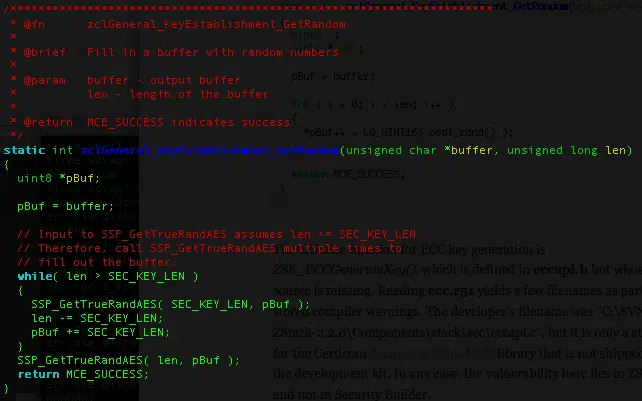 /*********************************************************************
 * @fn      zclGeneral_KeyEstablishment_GetRandom
 *
 * @brief   Fill in a buffer with random numbers
 *
 * @param   buffer - output buffer
 *          len - length of the buffer
 *
 * @return  MCE_SUCCESS indicates success
 */
static int zclGeneral_KeyEstablishment_GetRandom(unsigned char *buffer, unsigned long len)
{
  uint8 *pBuf;
  pBuf = buffer;
  // Input to SSP_GetTrueRandAES assumes len <= SEC_KEY_LEN
  // Therefore, call SSP_GetTrueRandAES multiple times to
  // fill out the buffer.
  while( len > SEC_KEY_LEN )
  {
    SSP_GetTrueRandAES( SEC_KEY_LEN, pBuf );
    len -= SEC_KEY_LEN;
    pBuf += SEC_KEY_LEN;
  }
  SSP_GetTrueRandAES( len, pBuf );
  return MCE_SUCCESS;
}
pBuf = buffer;
for ( i = 0; i < len; i++ )
{
*pBuf++ = LO_UINT16( osal_rand() );
return MCE_SUCCESS;
}
for ECC key generation is
ZSE_ECCGenerateKey(), which is defined in eccapi.h but
source is missing. Reading ecc.r51 yields a few filenames as
stored compiler warnings. The developer's filename was "C:\SVN
ZStack-2.2.0\Components\stack\sec\eccapi.c", but it is only a
for the Certicom Security Builder MCE library that is not shipped
the development kit. In any case, the vulnerability here lies in
and not in Security Builder.